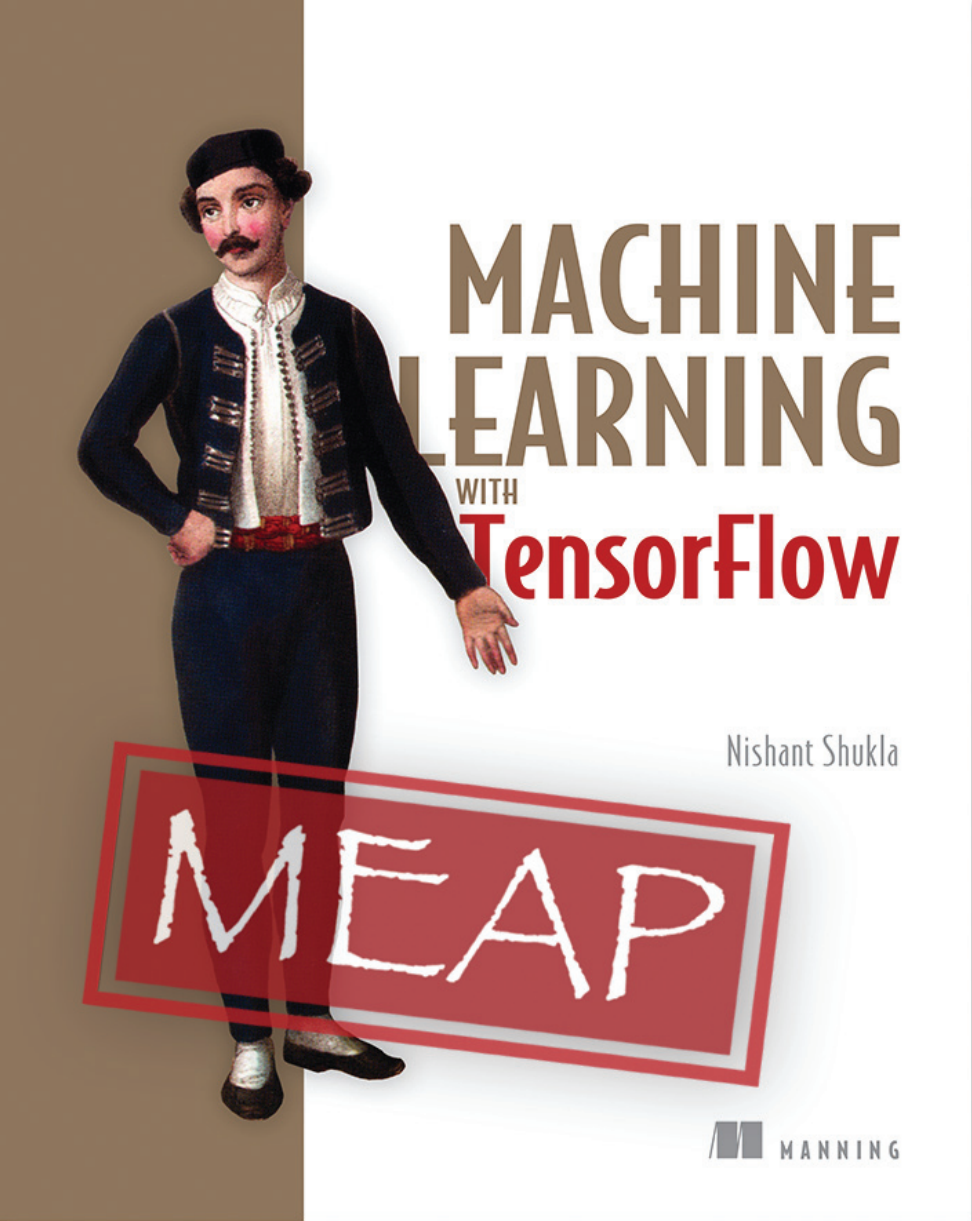 MACHINE
LEARNING
WITH
TensorFlow
Nishant Shukla
MEAP
MANNING